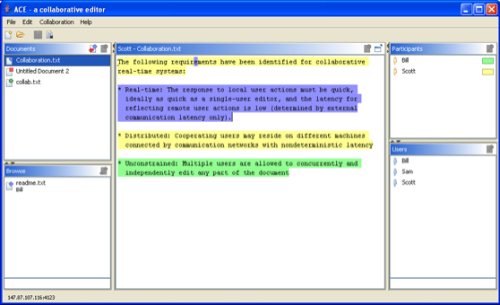 ACE - a collaborative editor
File Edit Collaboration Help
Documents
Collaboration.txt
Untitled Document 2
collab.txt
Browse
readme.txt
Bill
Scott - Collaboration.txt
The following requirements have been identified for collaborative
real-time systems:
* Real-time: The response to local user actions must be quick,
ideally as quick as a single-user editor, and the latency for
reflecting remote user actions is low (determined by external
communication latency only).
* Distributed: Cooperating users may reside on different machines
connected by communication networks with nondeterministic latency
* Unconstrained: Multiple users are allowed to concurrently and
independently edit any part of the document
Participants
Bill
Scott
Users
Bill
Sam
Scott
147.87.107.116:4123